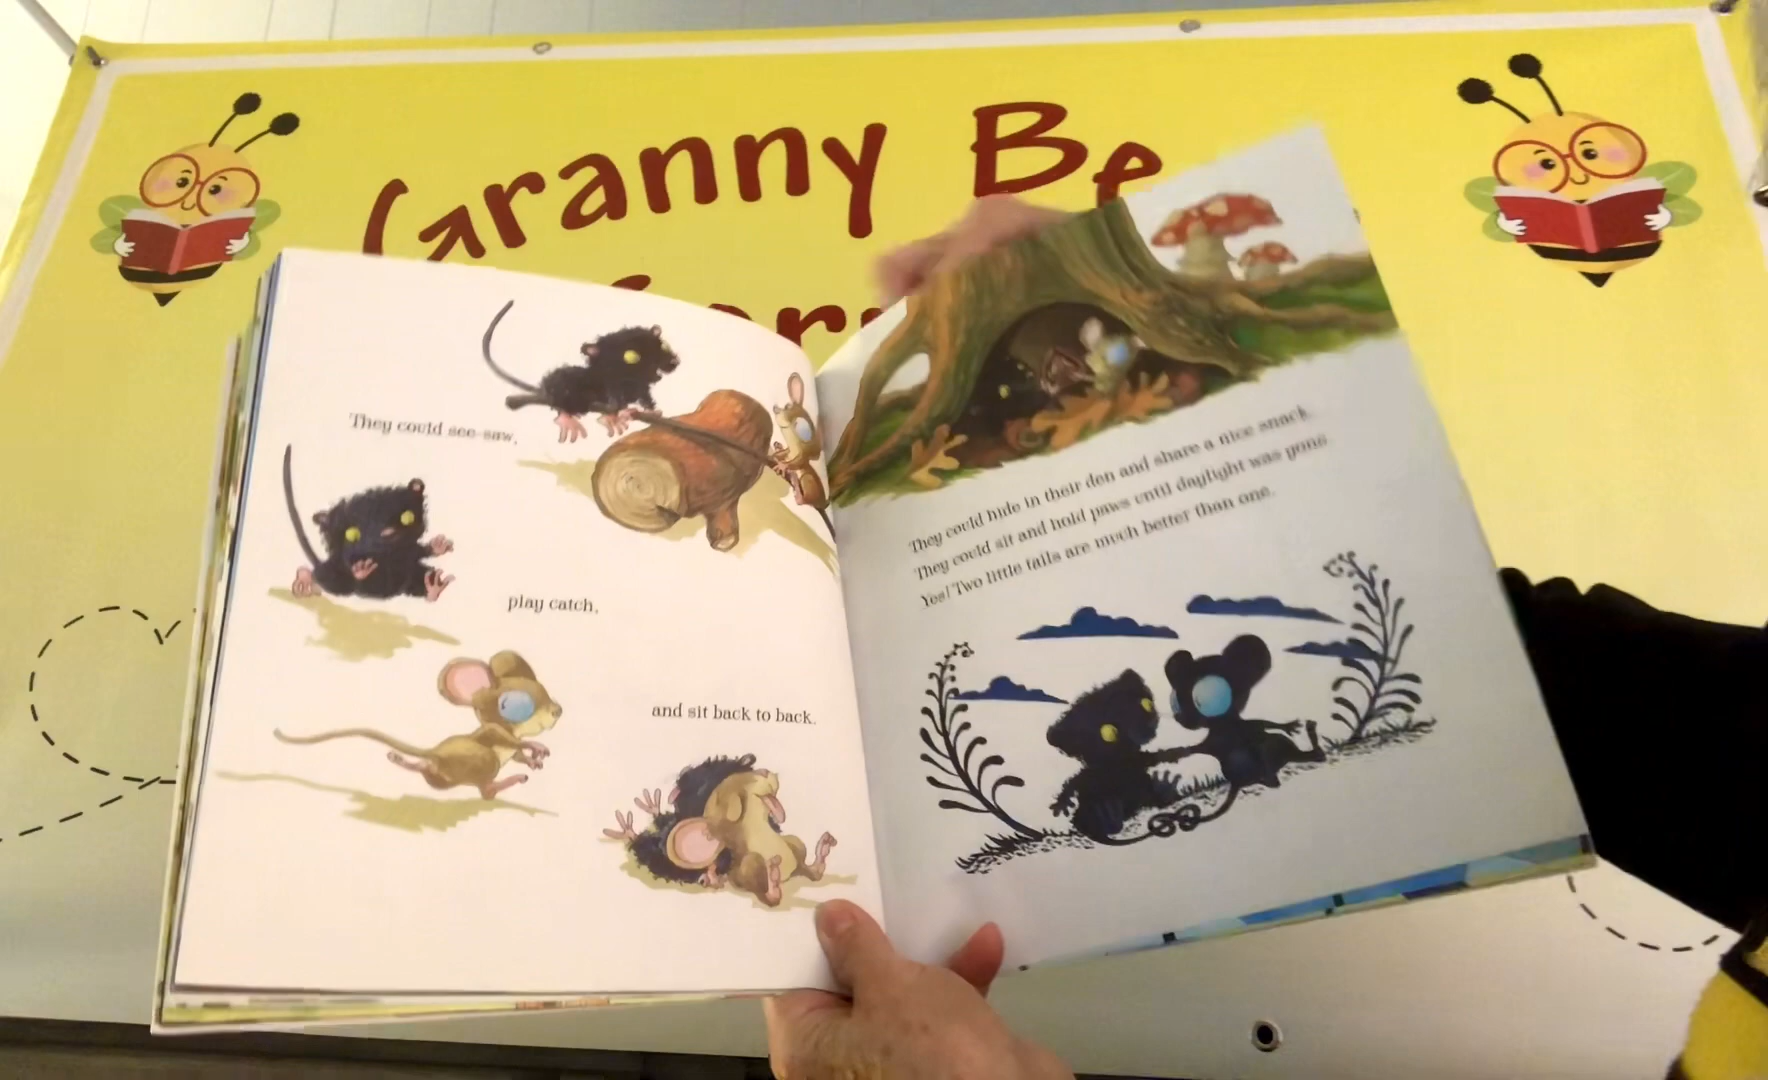 Granny Be
They could see-saw,
play catch,
and sit back to back.
They could hide in their den and share a nice snack.
They could sit and hold paws until daylight was gone.
Yes! Two little tails are much better than one.